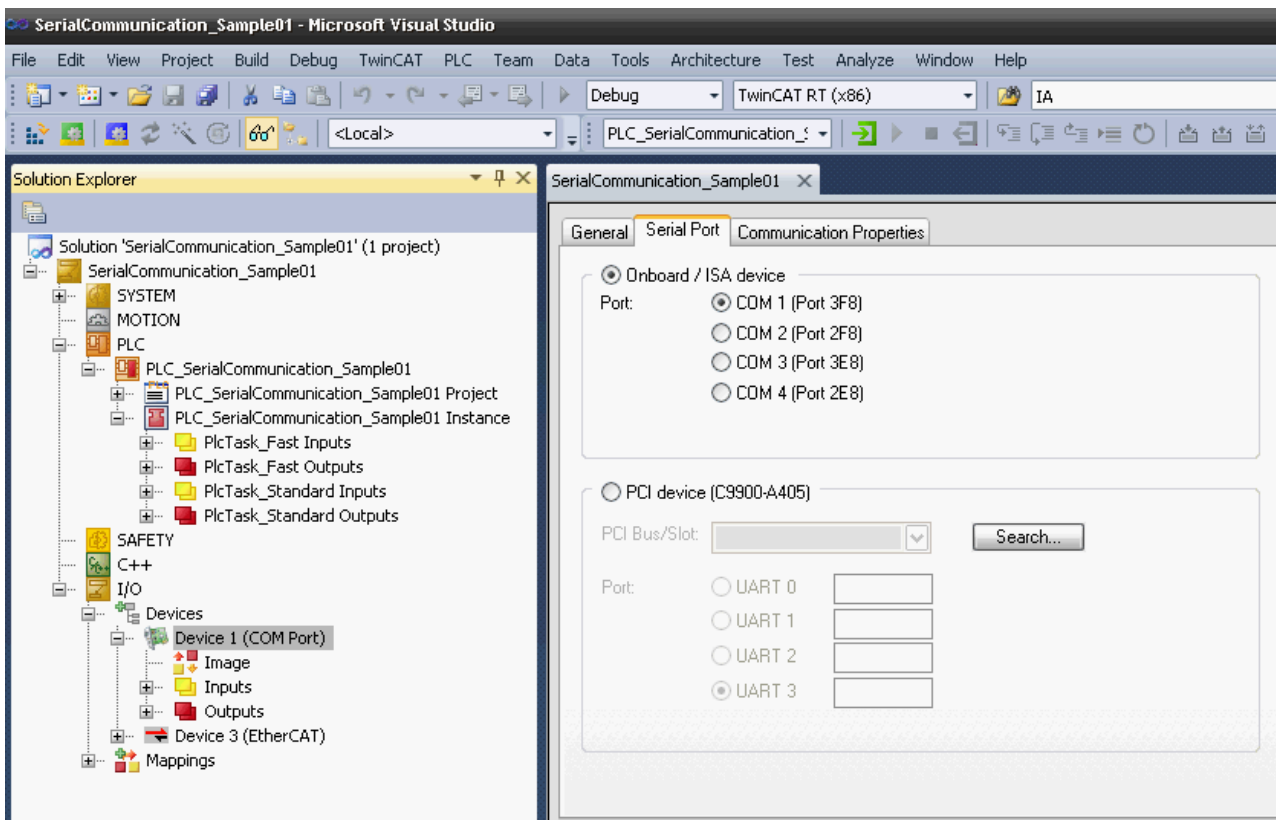 SerialCommunication_Sample01 - Microsoft Visual Studio
File Edit View Project Build Debug TwinCAT PLC Team Data Tools Architecture Test Analyze Window Help
Debug TwinCAT RT (x86) IA
<Local> PLC_SerialCommunication_S
Solution Explorer
SerialCommunication_Sample01
Solution 'SerialCommunication_Sample01' (1 project)
SerialCommunication_Sample01
SYSTEM
MOTION
PLC
PLC_SerialCommunication_Sample01
PLC_SerialCommunication_Sample01 Project
PLC_SerialCommunication_Sample01 Instance
PlcTask_Fast Inputs
PlcTask_Fast Outputs
PlcTask_Standard Inputs
PlcTask_Standard Outputs
SAFETY
C++
I/O
Devices
Device 1 (COM Port)
Image
Inputs
Outputs
Device 3 (EtherCAT)
Mappings
General Serial Port Communication Properties
Onboard / ISA device
Port: COM 1 (Port 3F8)
COM 2 (Port 2F8)
COM 3 (Port 3E8)
COM 4 (Port 2E8)
PCI device (C9900-A405)
PCI Bus/Slot: Search...
Port: UART 0
UART 1
UART 2
UART 3